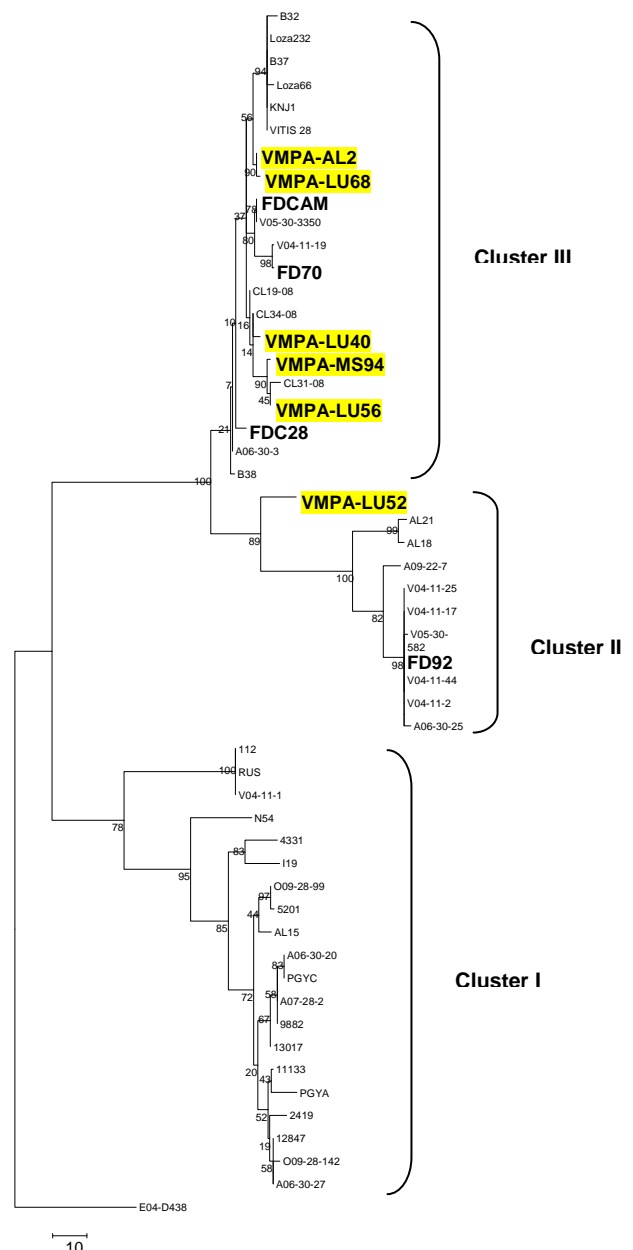 B32
Loza232
B37
94
Loza66
KNJ1
56
VITIS 28
VMPA-AL2
90
VMPA-LU68
78
FDCAM
37
V05-30-3350
80
V04-11-19
98
FD70
CL19-08
CL34-08
10
16
VMPA-LU40
14
VMPA-MS94
90
CL31-08
7
45
VMPA-LU56
21
FDC28
A06-30-3
B38
100
Cluster III
VMPA-LU52
89
AL21
99
AL18
100
A09-22-7
V04-11-25
82
V04-11-17
V05-30-
582
98
FD92
V04-11-44
V04-11-2
A06-30-25
Cluster II
112
100
RUS
V04-11-1
78
N54
4331
83
I19
95
O09-28-99
97
5201
44
AL15
85
A06-30-20
83
PGYC
58
A07-28-2
72
9882
67
13017
11133
20
43
PGYA
52
2419
12847
19
O09-28-142
58
A06-30-27
Cluster I
E04-D438
10